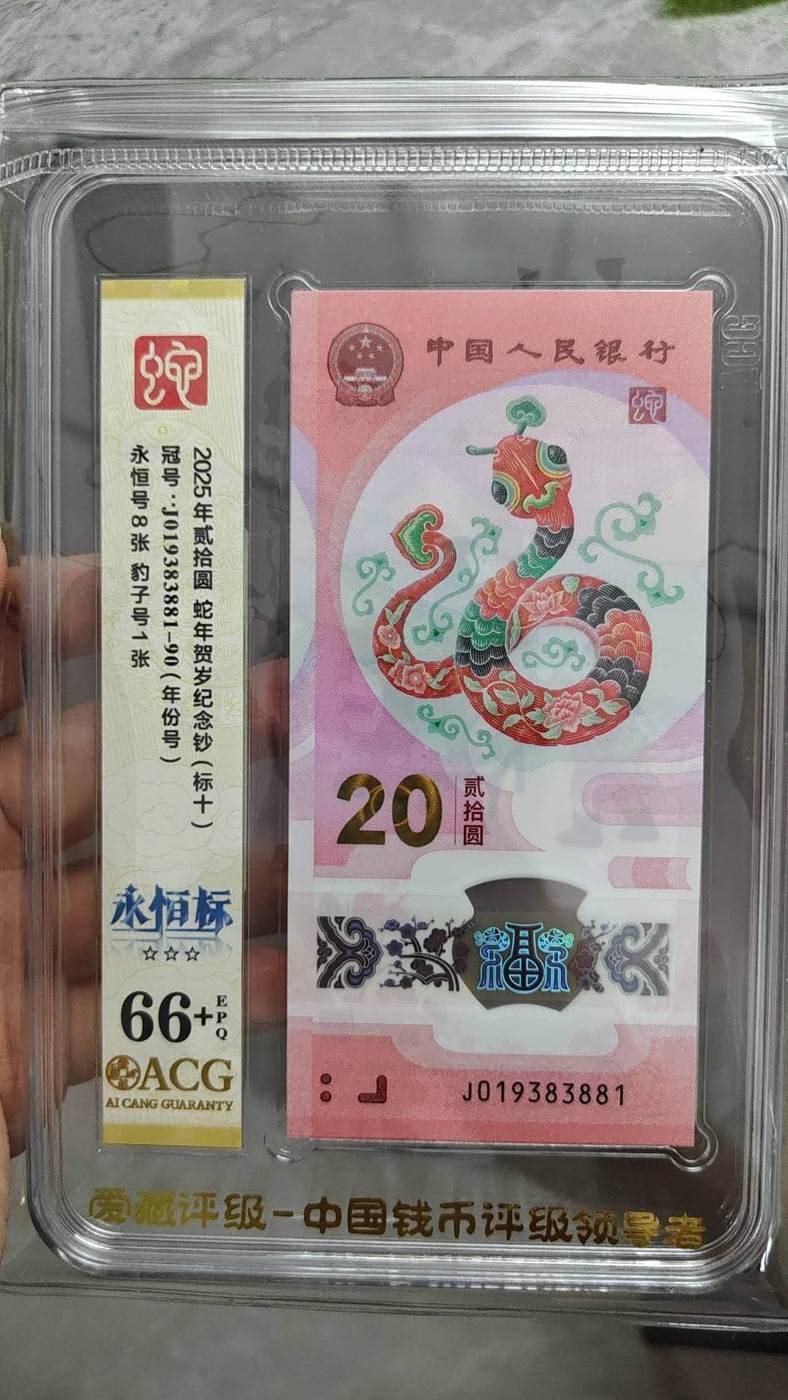 蛇
2025年贰拾圆 蛇年贺岁纪念钞(标十)
冠号:J019383881-90(年份号)
永恒号8张 豹子号1张
永恒标
☆☆☆
66+EPQ
ACG
AI CANG GUARANTY
中国人民银行
蛇
20 贰拾圆
福
J019383881
爱藏评级-中国钱币评级领导者